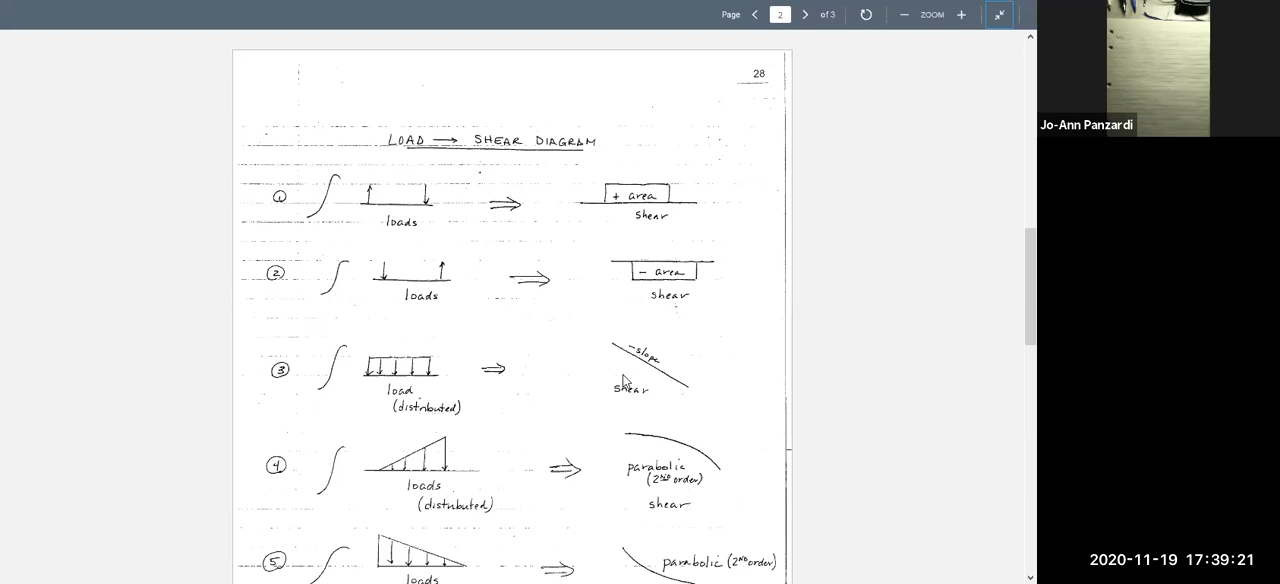 Page 2 of 3 ZOOM
28
LOAD → SHEAR DIAGRAM
① ∫ loads ⇒ + area shear
② ∫ loads ⇒ - area shear
③ ∫ load (distributed) ⇒ -slope shear
④ ∫ loads (distributed) ⇒ parabolic (2ND order) shear
⑤ ∫ loads ⇒ parabolic (2ND order)
Jo-Ann Panzardi
2020-11-19 17:39:21